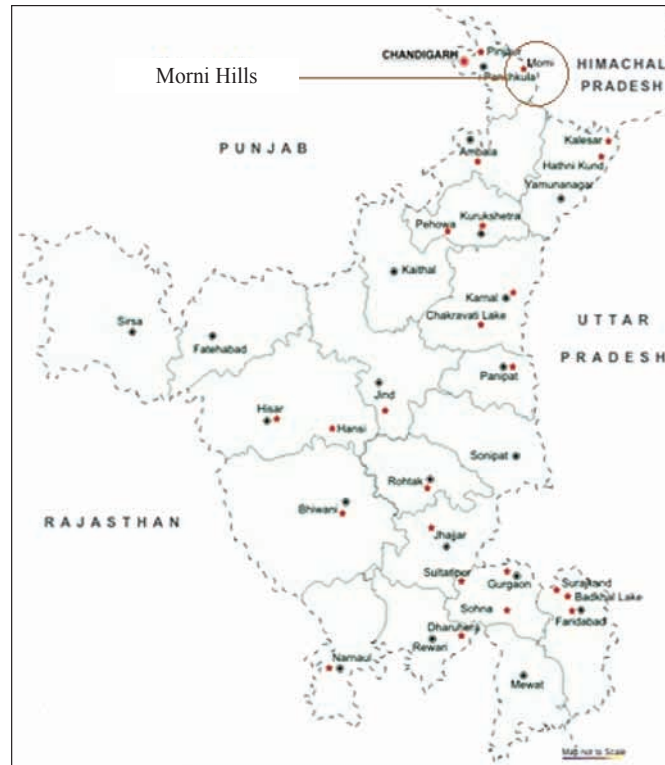 Pinjaur
CHANDIGARH
Morni
HIMACHAL
PRADESH
Panchkula
Morni Hills
PUNJAB
Kalesar
Ambala
Hathni Kund
Yamunanagar
Kurukshetra
Pehowa
Kaithal
Karnal
Chakravati Lake
UTTAR
PRADESH
Sirsa
Fatehabad
Panipat
Jind
Hisar
Hansi
Sonipat
Rohtak
Bhiwani
RAJASTHAN
Jhajjar
Sultatipor
Gurgaon
Surajkund
Badkhal Lake
Sohna
Faridabad
Dharuhera
Rewari
Narnaul
Mewat
Map not to Scale